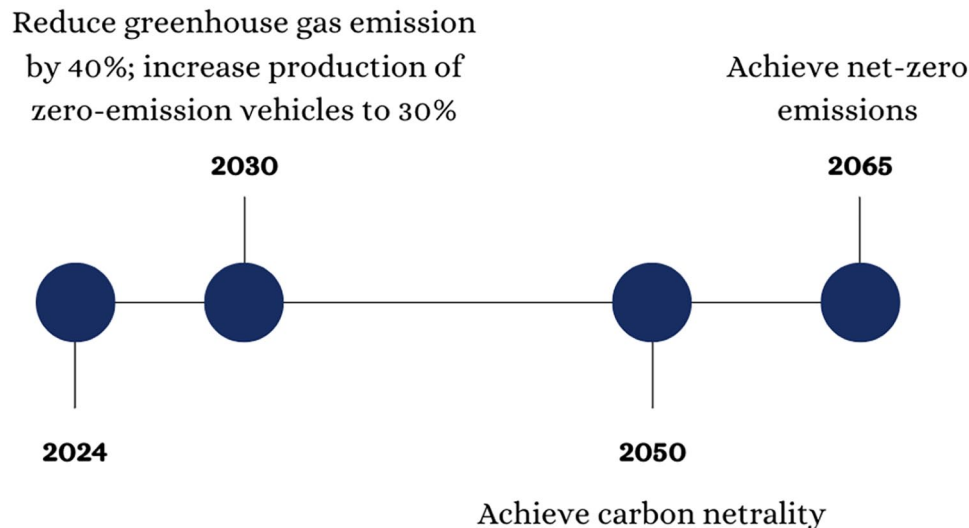 Reduce greenhouse gas emission
by 40%; increase production of
zero-emission vehicles to 30%
2030
Achieve net-zero
emissions
2065
2024
2050
Achieve carbon netrality